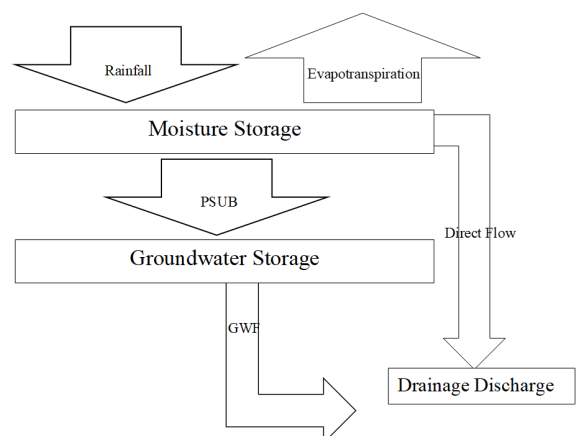 Rainfall
Evapotranspiration
Moisture Storage
PSUB
Direct Flow
Groundwater Storage
GWF
Drainage Discharge